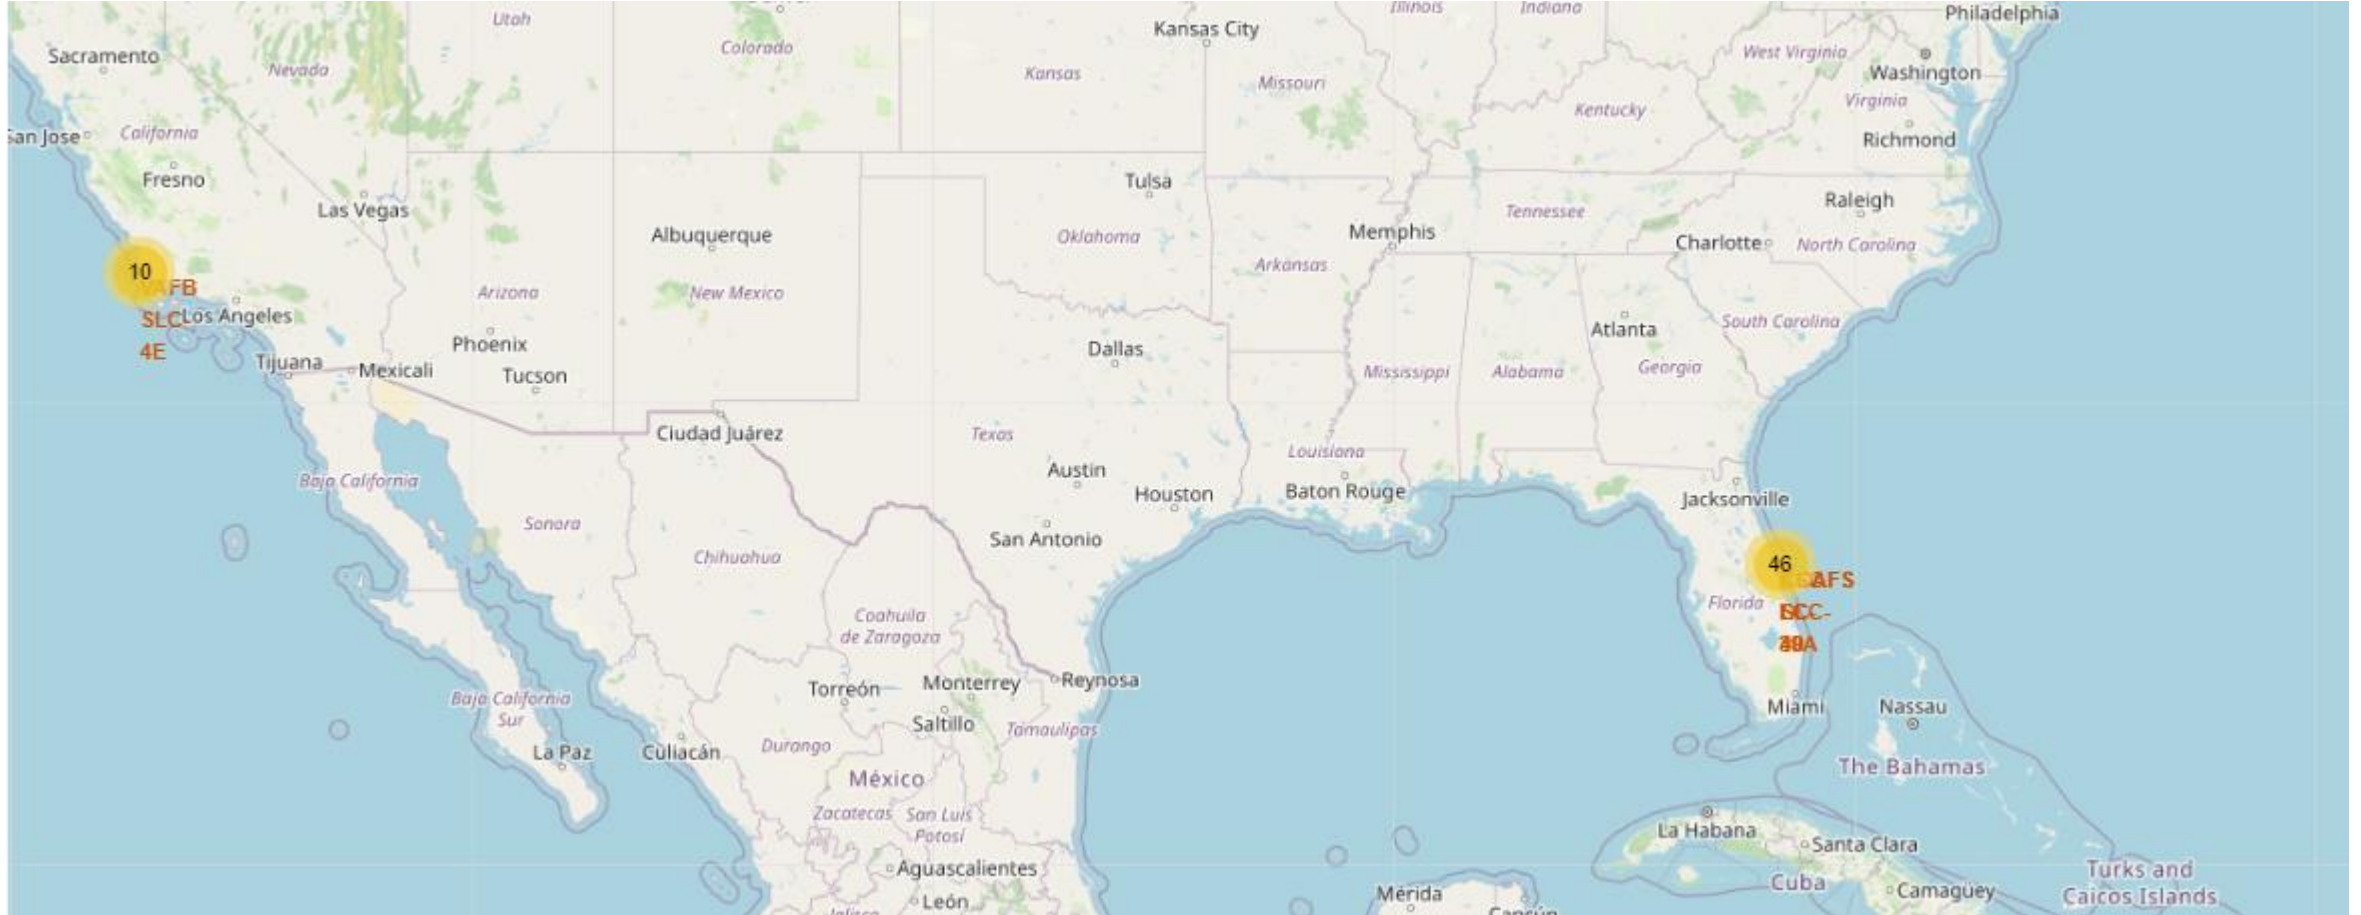 Utah
Colorado
Kansas City
Illinois
Indiana
Philadelphia
Sacramento
Nevada
Kansas
Missouri
West Virginia
Washington
Kentucky
Virginia
San Jose
California
Richmond
Fresno
Tulsa
Las Vegas
Raleigh
Albuquerque
Oklahoma
Memphis
Tennessee
Charlotte
North Carolina
10
VAFB
SLC-
4E
Los Angeles
Arizona
New Mexico
Arkansas
Atlanta
South Carolina
Phoenix
Dallas
Tijuana
Mexicali
Tucson
Mississippi
Alabama
Georgia
Ciudad Juárez
Texas
Louisiana
Austin
Baja California
Houston
Baton Rouge
Jacksonville
Sonora
San Antonio
Chihuahua
46
Florida
Coahuila
de Zaragoza
Torreón
Monterrey
Reynosa
Baja California
Sur
Saltillo
Tamaulipas
Miami
Nassau
La Paz
Culiacán
Durango
México
The Bahamas
Zacatecas
San Luis
Potosí
La Habana
Santa Clara
Aguascalientes
Turks and
Caicos Islands
Mérida
Cuba
Camagüey
León
Jalisco
Cancún